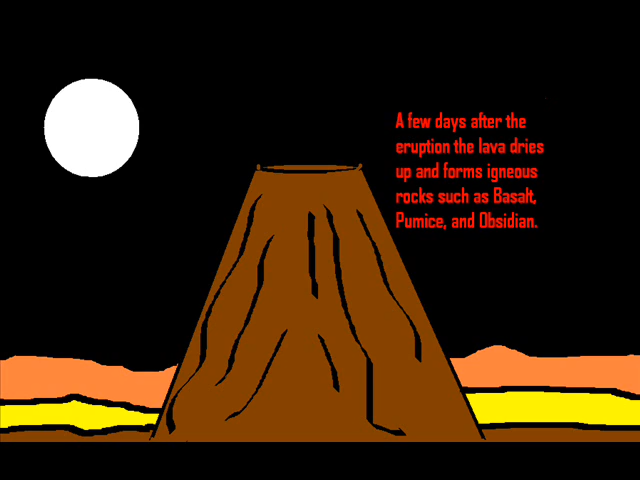 A few days after the
eruption the lava dries
up and forms igneous
rocks such as Basalt,
Pumice, and Obsidian.